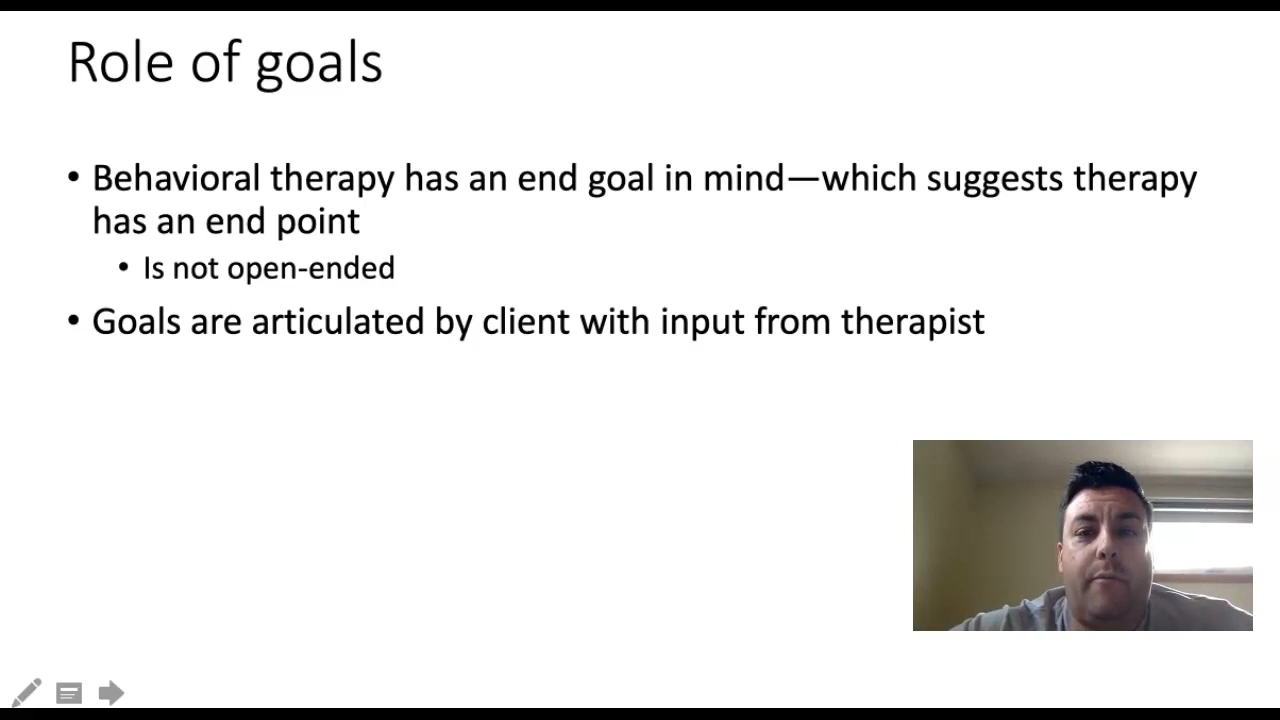 Role of goals
• Behavioral therapy has an end goal in mind—which suggests therapy
has an end point
• Is not open-ended
• Goals are articulated by client with input from therapist